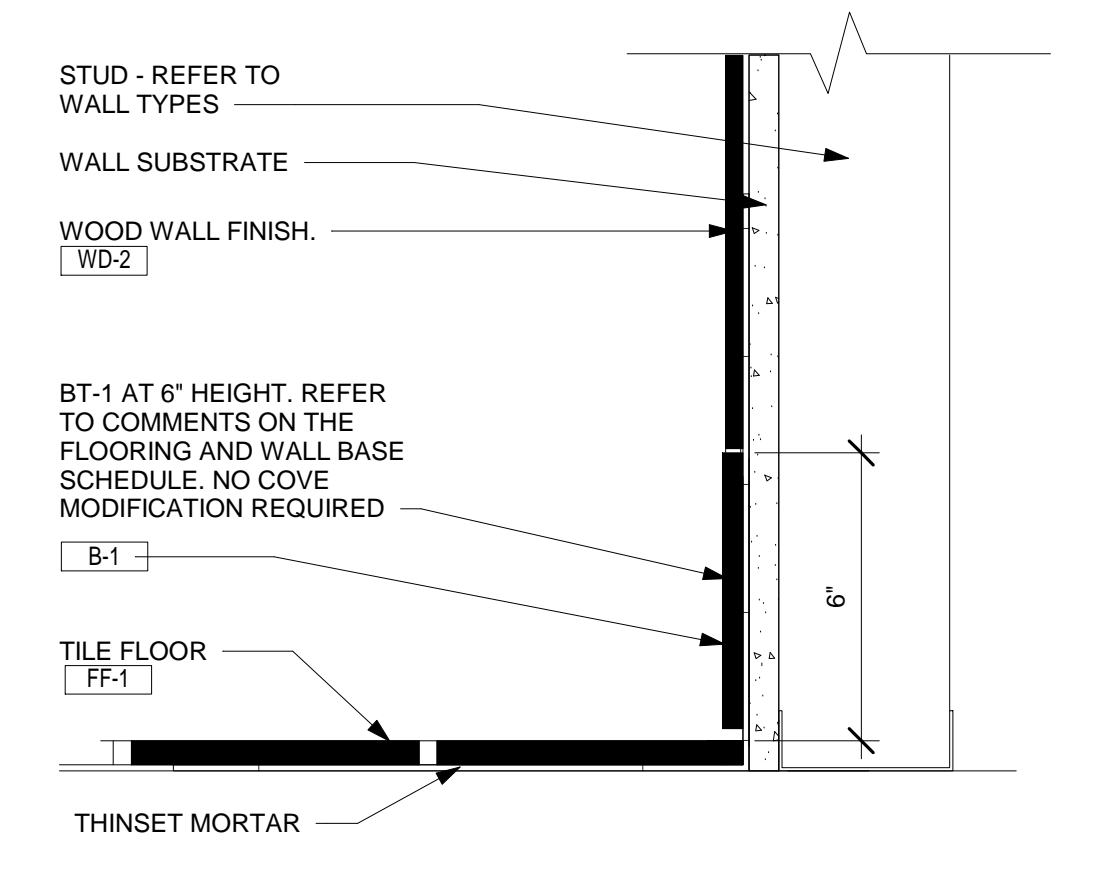 STUD - REFER TO
WALL TYPES
WALL SUBSTRATE
WOOD WALL FINISH.
WD-2
BT-1 AT 6" HEIGHT. REFER
TO COMMENTS ON THE
FLOORING AND WALL BASE
SCHEDULE. NO COVE
MODIFICATION REQUIRED
B-1
6"
TILE FLOOR
FF-1
THINSET MORTAR